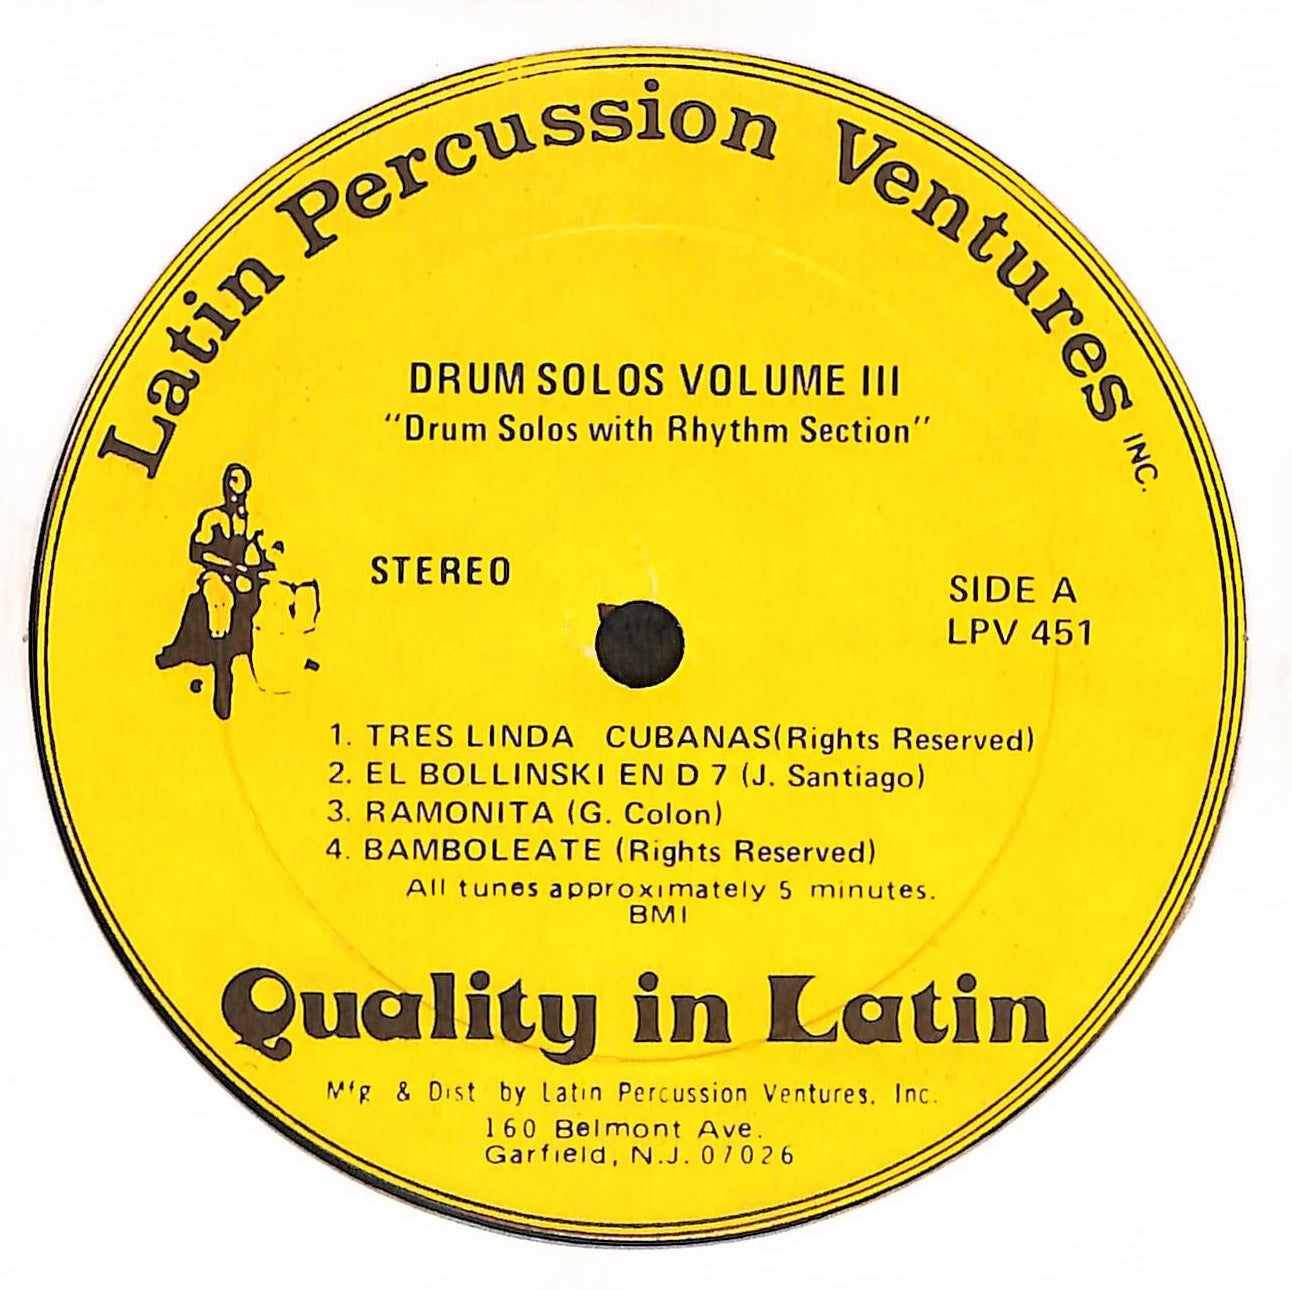 Latin Percussion Ventures INC.
DRUM SOLOS VOLUME III
"Drum Solos with Rhythm Section"
STEREO
SIDE A
LPV 451
1. TRES LINDA CUBANAS(Rights Reserved)
2. EL BOLLINSKI EN D 7 (J. Santiago)
3. RAMONITA (G. Colon)
4. BAMBOLEATE (Rights Reserved)
All tunes approximately 5 minutes.
BMI
Quality in Latin
Mfg & Dist by Latin Percussion Ventures, Inc.
160 Belmont Ave.
Garfield, N.J. 07026